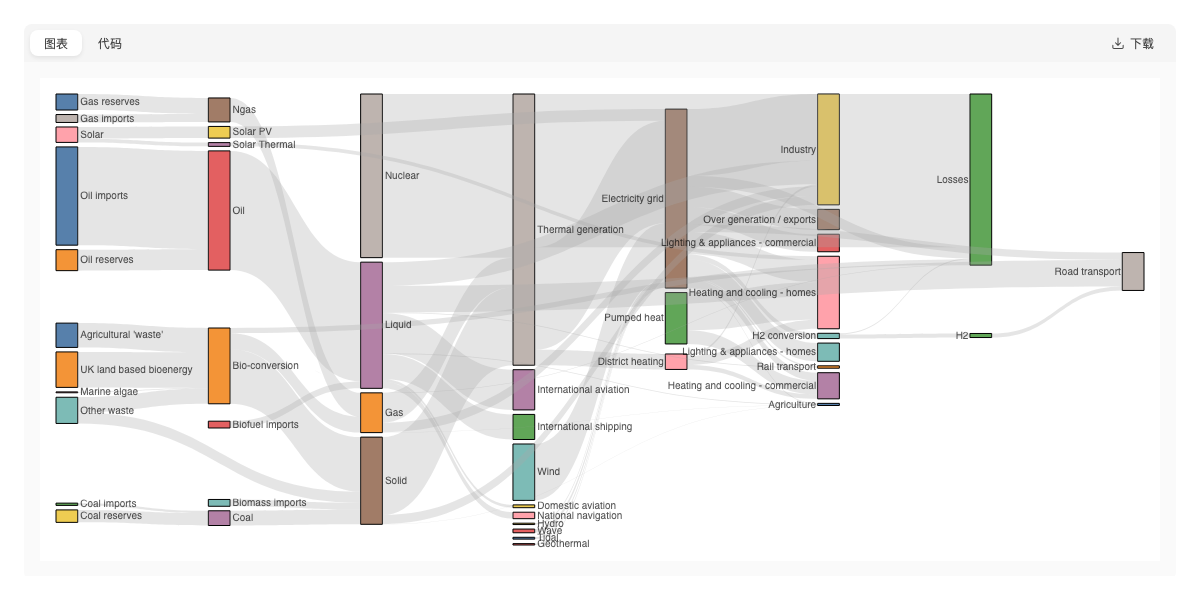 图表
代码
下载
Gas reserves
Gas imports
Solar
Oil imports
Oil reserves
Agricultural 'waste'
UK land based bioenergy
Marine algae
Other waste
Coal imports
Coal reserves
Ngas
Solar PV
Solar Thermal
Oil
Bio-conversion
Biofuel imports
Biomass imports
Coal
Nuclear
Liquid
Gas
Solid
Thermal generation
International aviation
International shipping
Wind
Domestic aviation
National navigation
Hydro
Wave
Tidal
Geothermal
Electricity grid
Pumped heat
District heating
Industry
Over generation / exports
Lighting & appliances - commercial
Heating and cooling - homes
H2 conversion
Lighting & appliances - homes
Rail transport
Heating and cooling - commercial
Agriculture
Losses
H2
Road transport